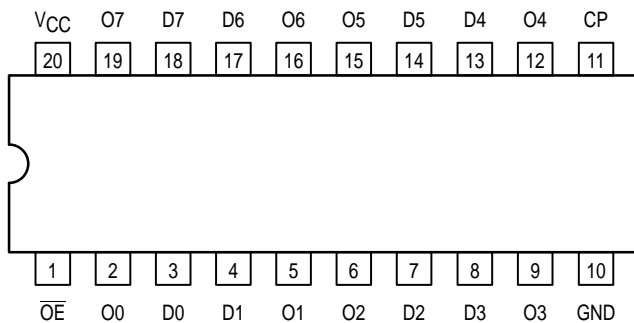 VCC O7 D7 D6 O6 O5 D5 D4 O4 CP
20 19 18 17 16 15 14 13 12 11
1 2 3 4 5 6 7 8 9 10
O̅E̅ O0 D0 D1 O1 O2 D2 D3 O3 GND